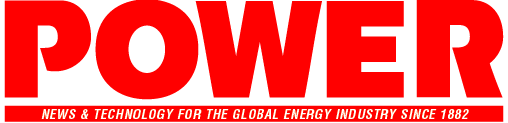 POWER
NEWS & TECHNOLOGY FOR THE GLOBAL ENERGY INDUSTRY SINCE 1882